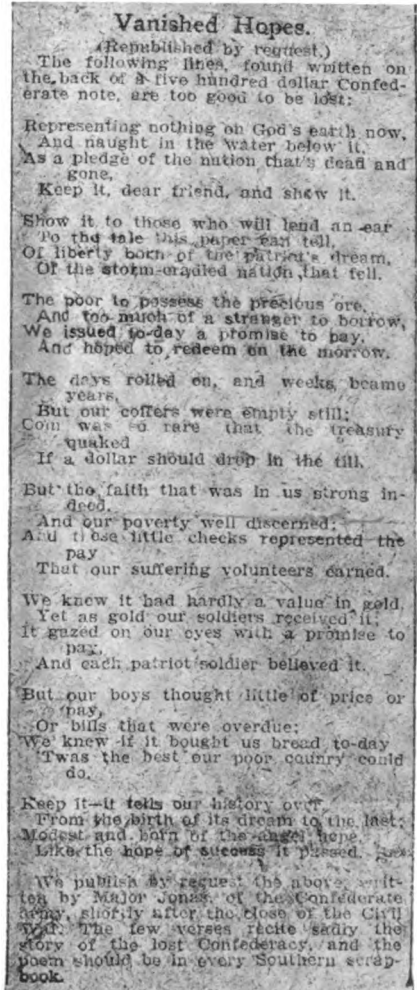 Vanished Hopes.
(Republished by request.)
The following lines, found written on
the back of a five hundred dollar Confed-
erate note, are too good to be lost:
Representing nothing on God's earth now,
And naught in the water below it,
As a pledge of the nation that's dead and
gone,
Keep it, dear friend, and show it.
Show it to those who will lend an ear
To the tale this paper can tell,
Of liberty born of the patriot's dream,
Of the storm-cradled nation that fell.
The poor to possess the precious ore,
And too much of a stranger to borrow,
We issued to-day a promise to pay,
And hoped to redeem on the morrow.
The days rolled on, and weeks became
years,
But our coffers were empty still;
Coin was so rare that the treasury
quaked
If a dollar should drop in the till.
But the faith that was in us strong in-
deed,
And our poverty well discerned;
And these little checks represented the
pay
That our suffering volunteers earned.
We knew it had hardly a value in gold,
Yet as gold our soldiers received it;
It gazed on our eyes with a promise to
pay,
And each patriot soldier believed it.
But our boys thought little of price or
pay,
Or bills that were overdue;
We knew if it bought us bread to-day
'Twas the best our poor counry could
do.
Keep it—it tells our history over,
From the birth of its dream to the last;
Modest and born of the angel hope,
Like the hope of success it passed.
We publish by request the above, writ-
ten by Major Jonas, of the Confederate
army, shortly after the close of the Civil
War. The few verses recite sadly the
story of the lost Confederacy, and the
poem should be in every Southern scrap-
book.